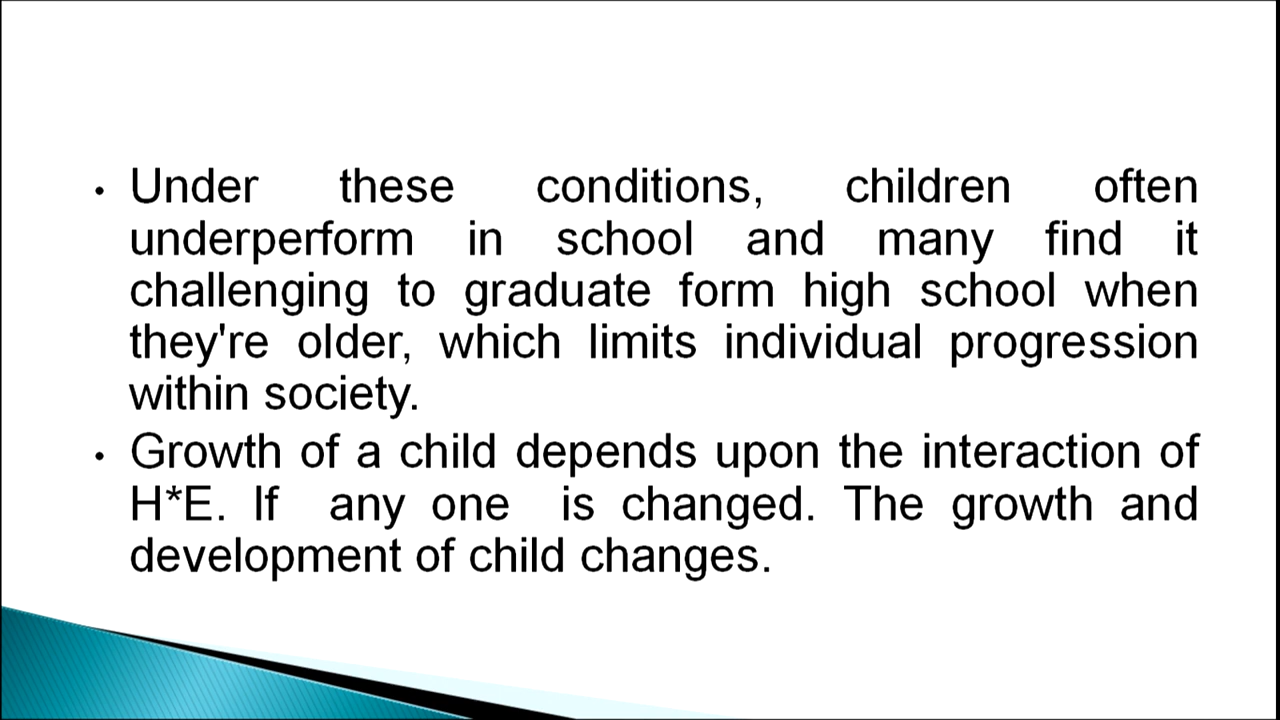 • Under these conditions, children often
underperform in school and many find it
challenging to graduate form high school when
they're older, which limits individual progression
within society.
• Growth of a child depends upon the interaction of
H*E. If any one is changed. The growth and
development of child changes.